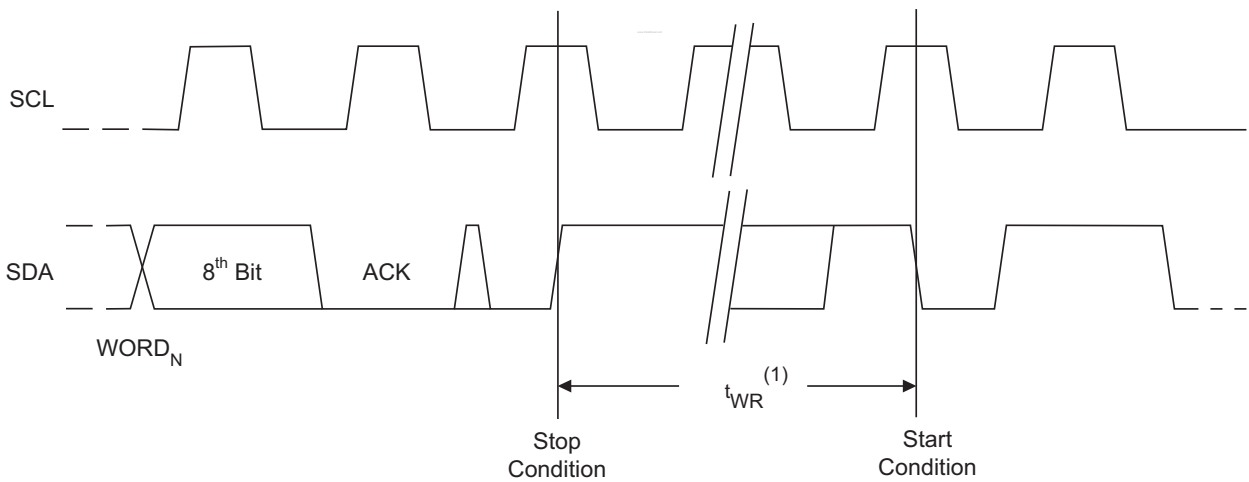 SCL
SDA
8th Bit
ACK
WORDN
tWR(1)
Stop
Condition
Start
Condition